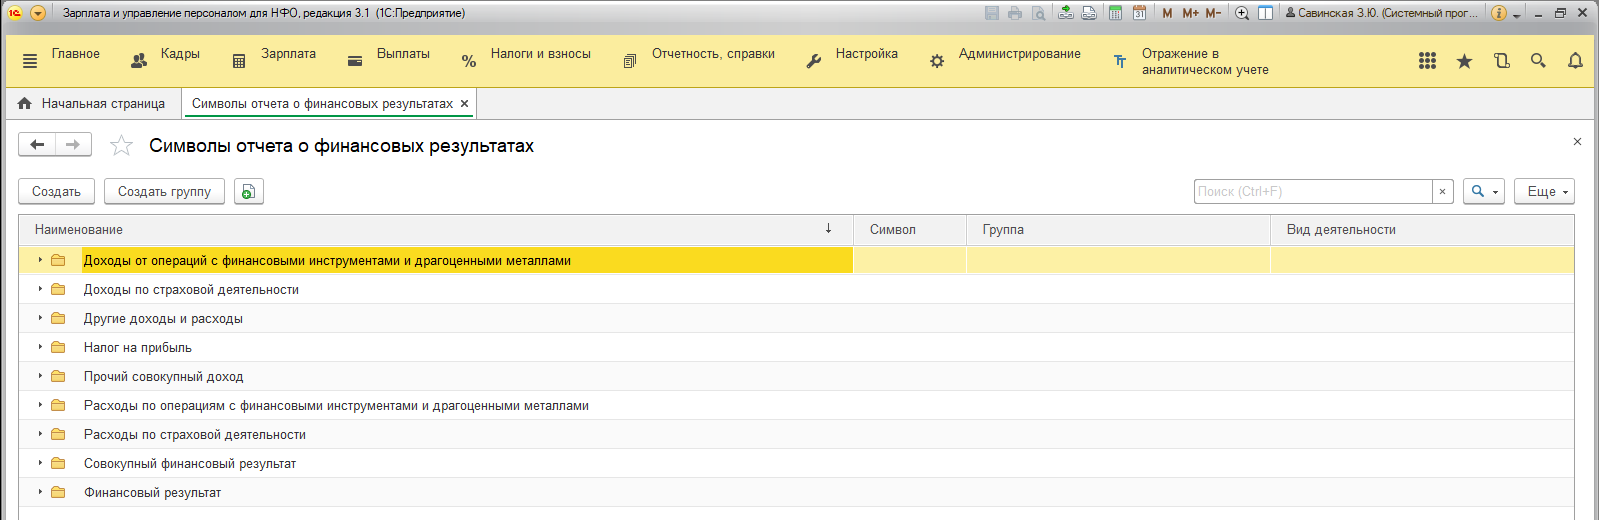 Зарплата и управление персоналом для НФО, редакция 3.1 (1С:Предприятие)
M M+ M-
Савинская З.Ю. (Системный прог...
Главное
Кадры
Зарплата
Выплаты
Налоги и взносы
Отчетность, справки
Настройка
Администрирование
Отражение в
аналитическом учете
Начальная страница
Символы отчета о финансовых результатах
Символы отчета о финансовых результатах
Создать
Создать группу
Поиск (Ctrl+F)
Еще
Наименование
Символ
Группа
Вид деятельности
Доходы от операций с финансовыми инструментами и драгоценными металлами
Доходы по страховой деятельности
Другие доходы и расходы
Налог на прибыль
Прочий совокупный доход
Расходы по операциям с финансовыми инструментами и драгоценными металлами
Расходы по страховой деятельности
Совокупный финансовый результат
Финансовый результат